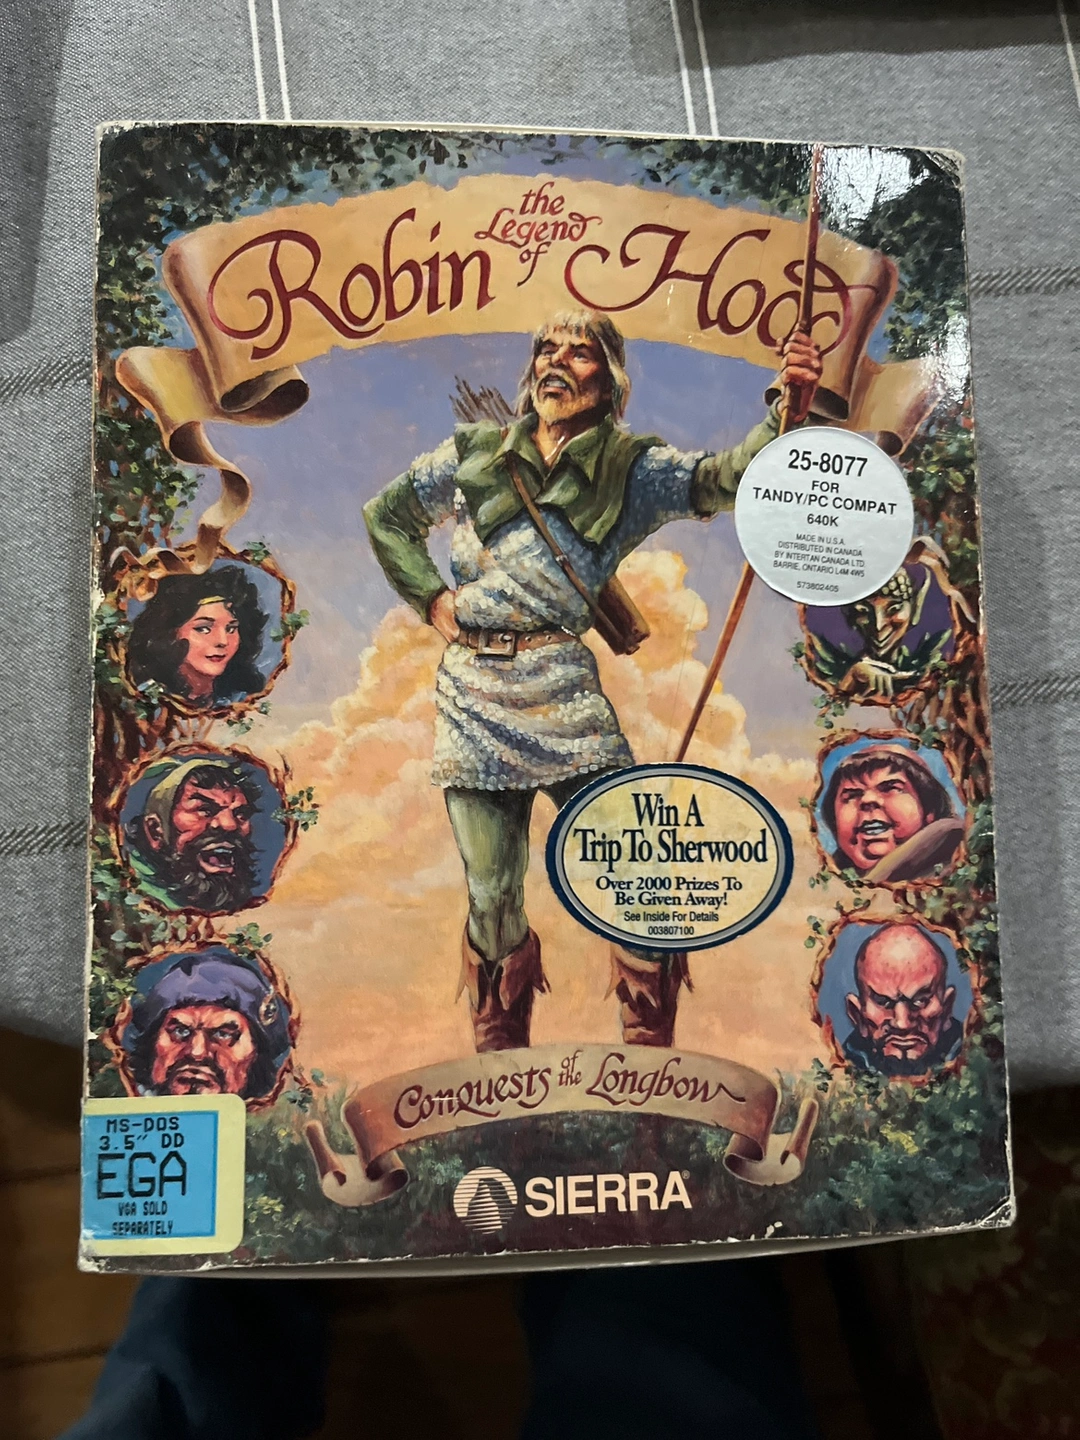 the
Legend
of
Robin Hood
25-8077
FOR
TANDY/PC COMPAT
640K
MADE IN U.S.A.
DISTRIBUTED IN CANADA
BY INTERTAN CANADA LTD.
BARRIE, ONTARIO L4M 4W5
573802405
Win A
Trip To Sherwood
Over 2000 Prizes To
Be Given Away!
See Inside For Details
003807100
Conquests of the Longbow
MS-DOS
3.5" DD
EGA
VGA SOLD
SEPARATELY
SIERRA®